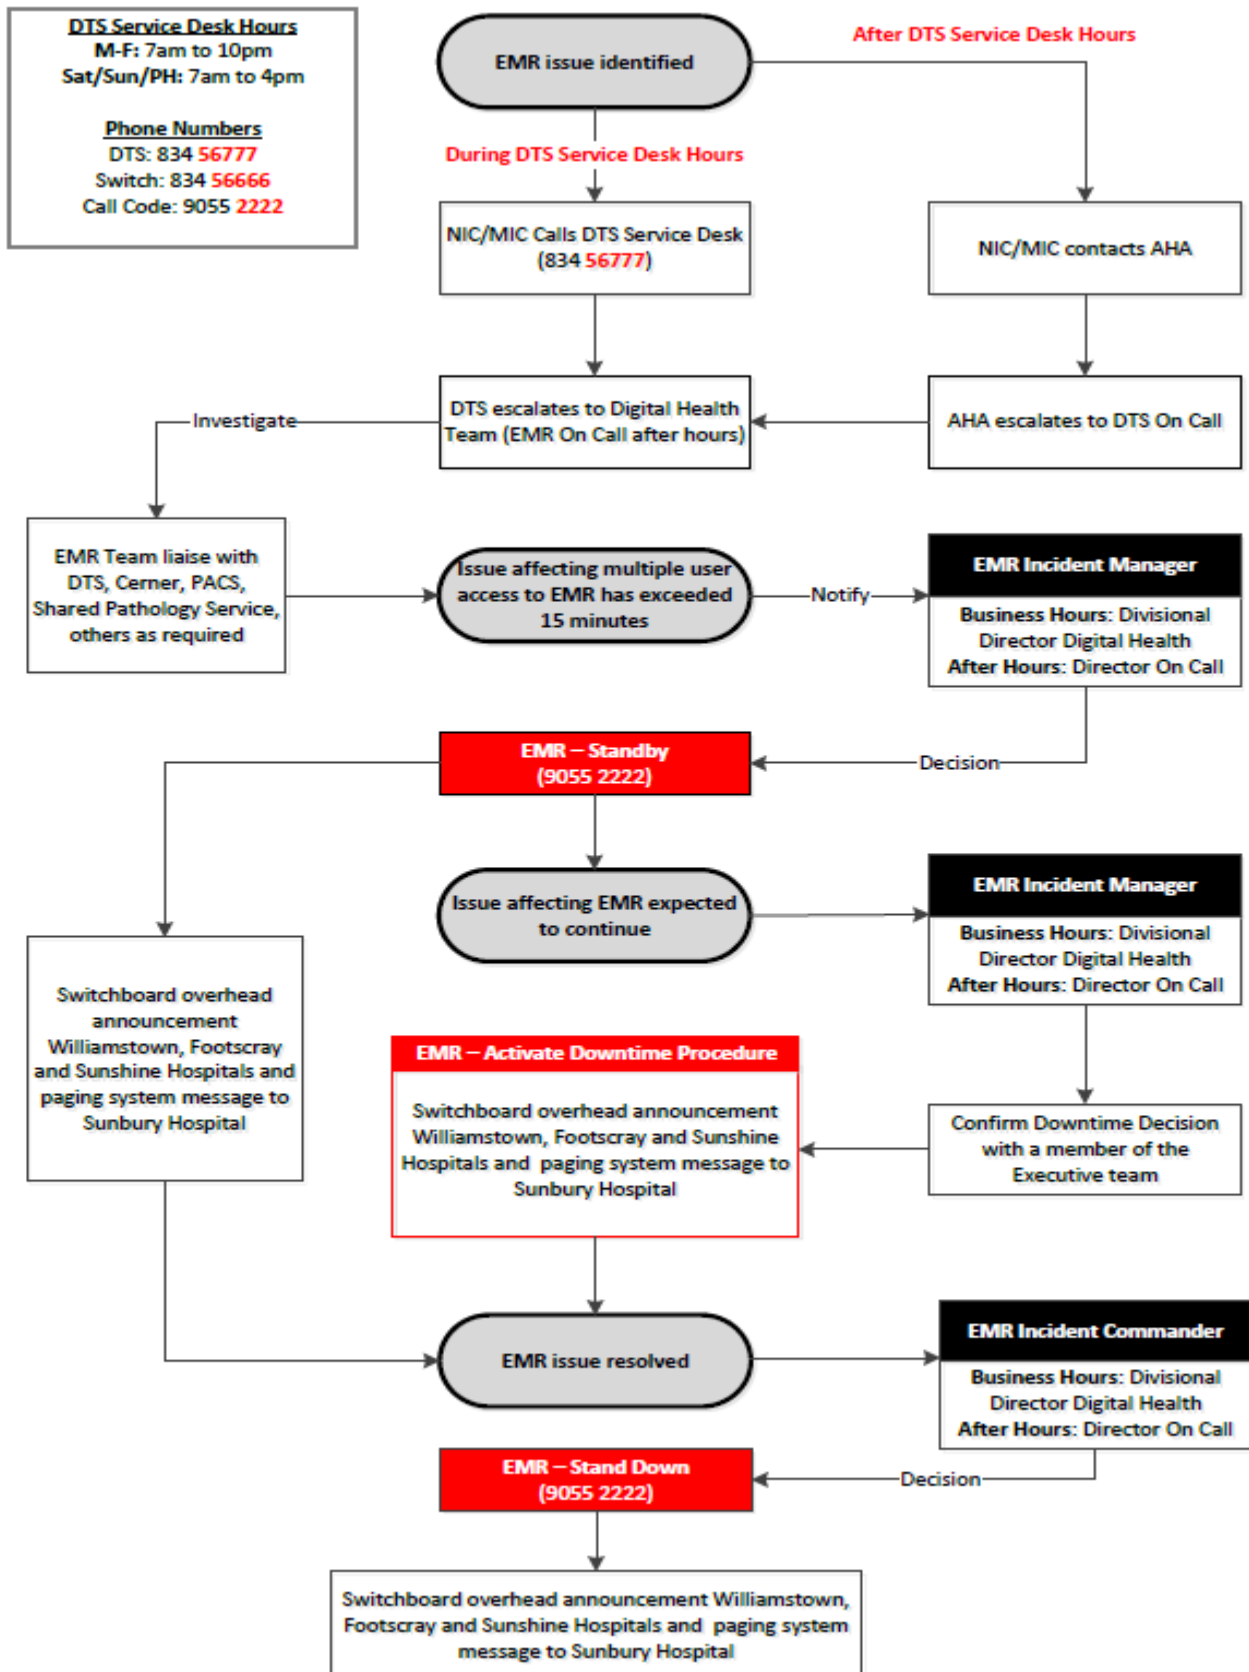 DTS Service Desk Hours
M-F: 7am to 10pm
Sat/Sun/PH: 7am to 4pm
Phone Numbers
DTS: 834 56777
Switch: 834 56666
Call Code: 9055 2222
EMR issue identified
After DTS Service Desk Hours
During DTS Service Desk Hours
NIC/MIC Calls DTS Service Desk
(834 56777)
NIC/MIC contacts AHA
Investigate
DTS escalates to Digital Health
Team (EMR On Call after hours)
AHA escalates to DTS On Call
EMR Team liaise with
DTS, Cerner, PACS,
Shared Pathology Service,
others as required
Issue affecting multiple user
access to EMR has exceeded
15 minutes
Notify
EMR Incident Manager
Business Hours: Divisional
Director Digital Health
After Hours: Director On Call
EMR – Standby
(9055 2222)
Decision
Issue affecting EMR expected
to continue
EMR Incident Manager
Business Hours: Divisional
Director Digital Health
After Hours: Director On Call
Switchboard overhead
announcement
Williamstown, Footscray
and Sunshine Hospitals and
paging system message to
Sunbury Hospital
EMR – Activate Downtime Procedure
Switchboard overhead announcement
Williamstown, Footscray and Sunshine
Hospitals and paging system message to
Sunbury Hospital
Confirm Downtime Decision
with a member of the
Executive team
EMR issue resolved
EMR Incident Commander
Business Hours: Divisional
Director Digital Health
After Hours: Director On Call
EMR – Stand Down
(9055 2222)
Decision
Switchboard overhead announcement Williamstown,
Footscray and Sunshine Hospitals and paging system
message to Sunbury Hospital